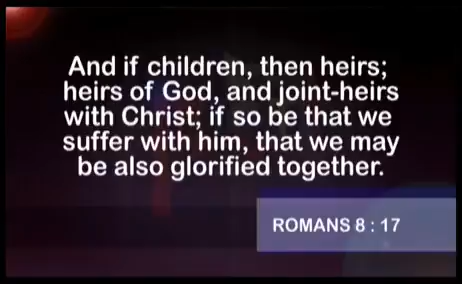 And if children, then heirs;
heirs of God, and joint-heirs
with Christ; if so be that we
suffer with him, that we may
be also glorified together.
ROMANS 8 : 17